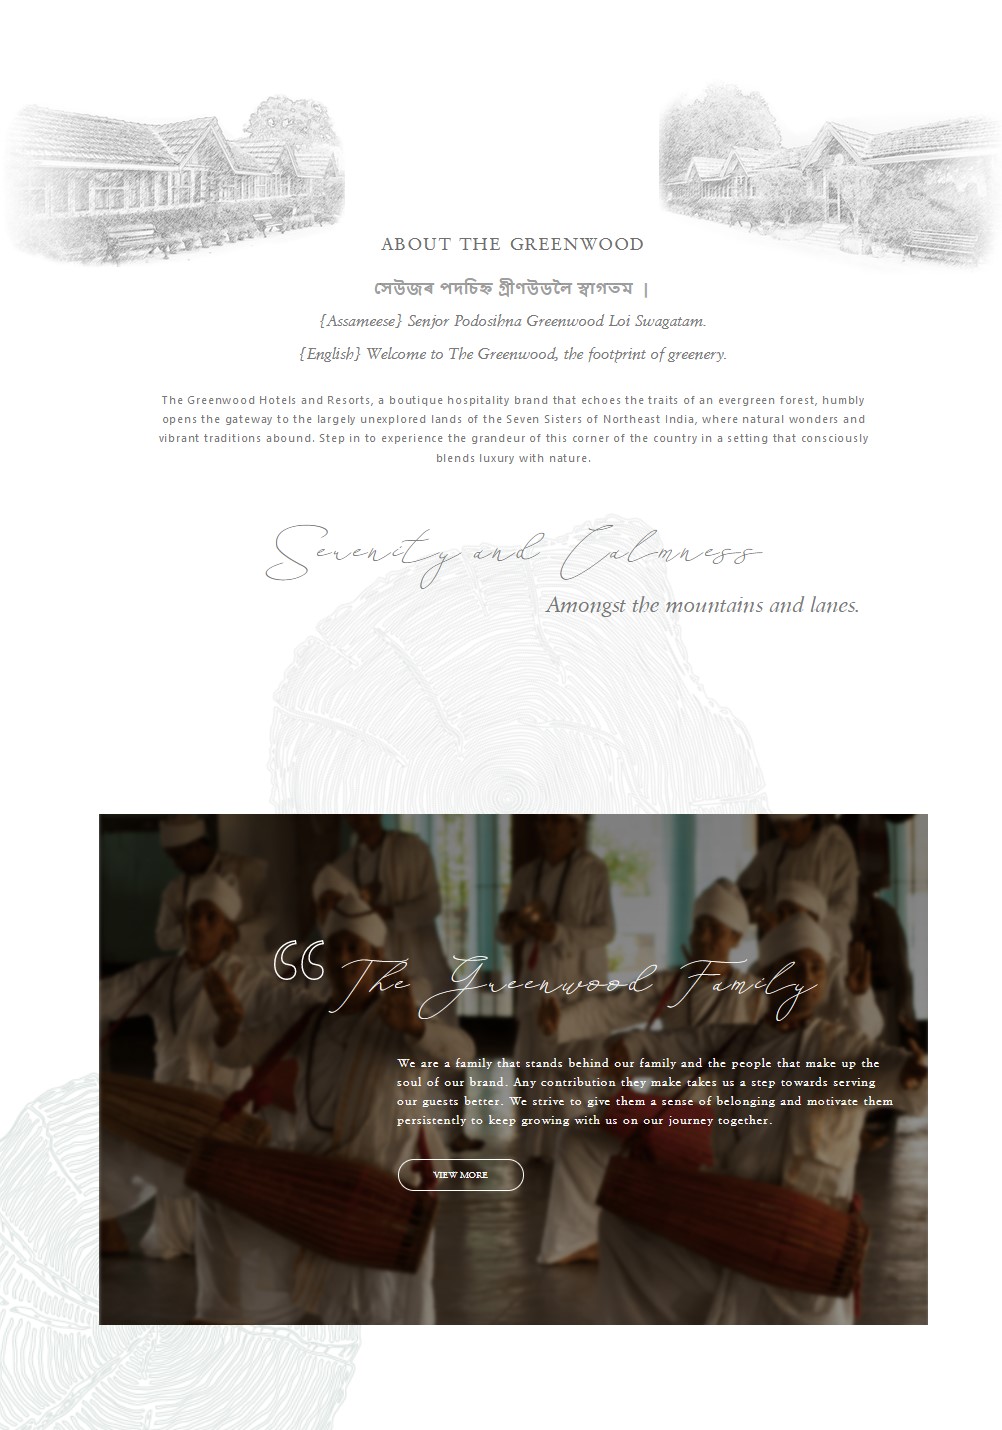 ABOUT THE GREENWOOD
সেউজৰ পদচিহ্ন গ্ৰীণউডলৈ স্বাগতম |
{Assameese} Senjor Podosihna Greenwood Loi Swagatam.
{English} Welcome to The Greenwood, the footprint of greenery.
The Greenwood Hotels and Resorts, a boutique hospitality brand that echoes the traits of an evergreen forest, humbly
opens the gateway to the largely unexplored lands of the Seven Sisters of Northeast India, where natural wonders and
vibrant traditions abound. Step in to experience the grandeur of this corner of the country in a setting that consciously
blends luxury with nature.
Serenity and Calmness
Amongst the mountains and lanes.
“ The Greenwood Family
We are a family that stands behind our family and the people that make up the
soul of our brand. Any contribution they make takes us a step towards serving
our guests better. We strive to give them a sense of belonging and motivate them
persistently to keep growing with us on our journey together.
VIEW MORE